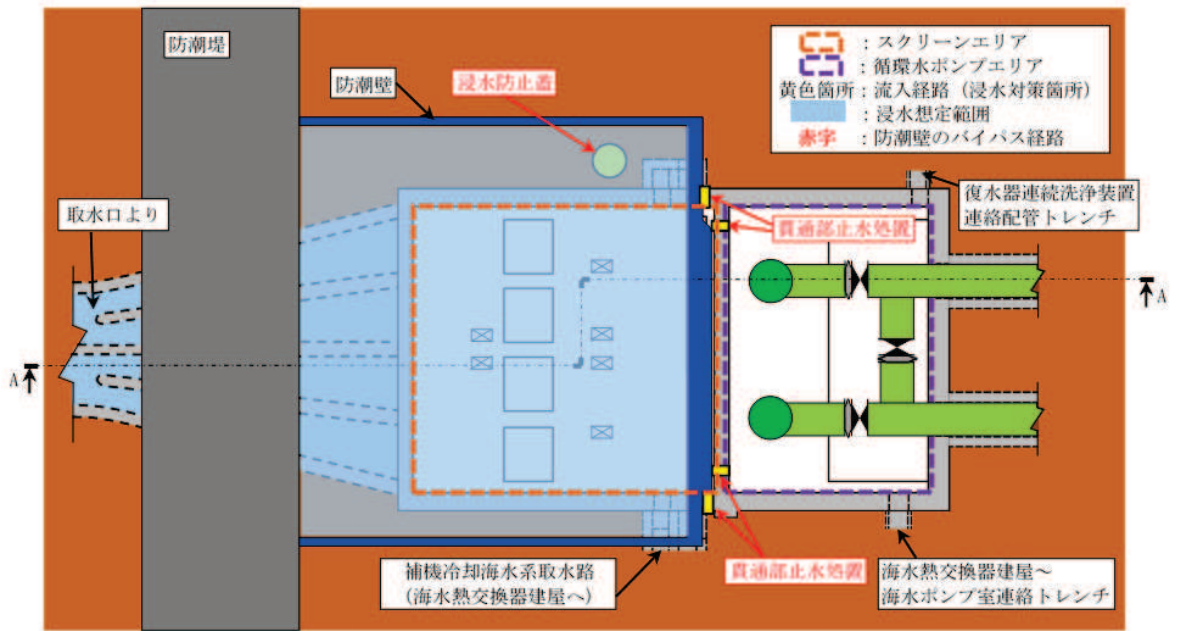 防潮堤
防潮壁
浸水防止蓋
：スクリーンエリア
：循環水ポンプエリア
黄色箇所：流入経路（浸水対策箇所）
：浸水想定範囲
赤字：防潮壁のバイパス経路
取水口より
復水器連続洗浄装置
連絡配管トレンチ
貫通部止水処置
A
A
補機冷却海水系取水路
(海水熱交換器建屋へ)
貫通部止水処置
海水熱交換器建屋～
海水ポンプ室連絡トレンチ